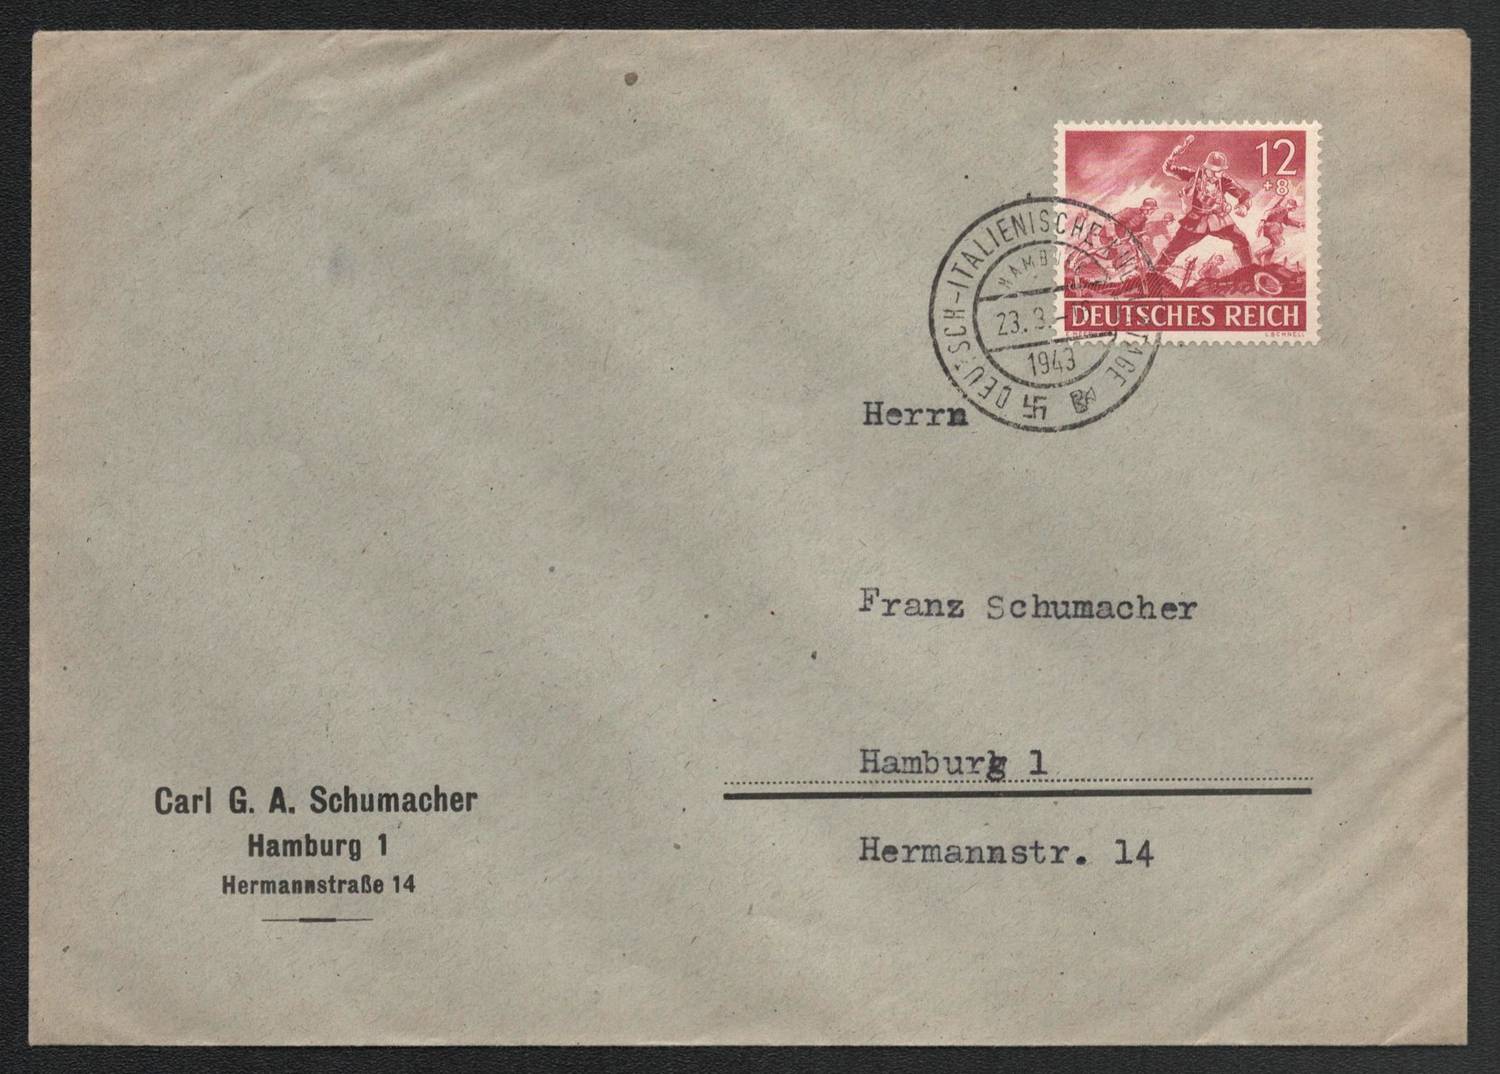 12
+8
DEUTSCHES REICH
DEUTSCH-ITALIENISCHE
HAMBURG
23.3.
1943
Herrn
Franz Schumacher
Hamburg 1
Hermannstr. 14
Carl G. A. Schumacher
Hamburg 1
Hermannstraße 14